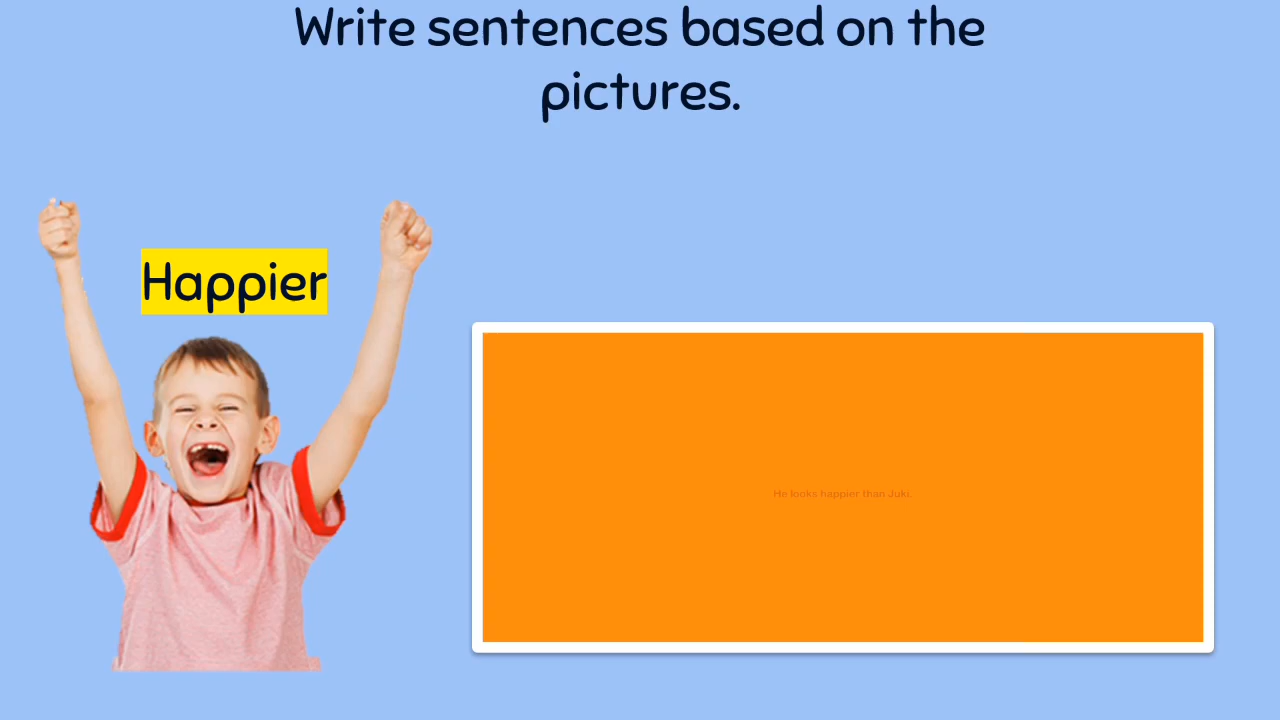 Write sentences based on the
pictures.
Happier
He looks happier than Juki.